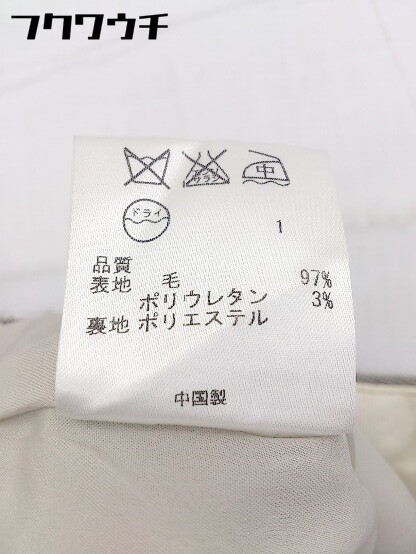 フクワウチ
エンソ
サラシ
中
ドライ
1
品質
表地 毛 97%
ポリウレタン 3%
裏地 ポリエステル
中国製